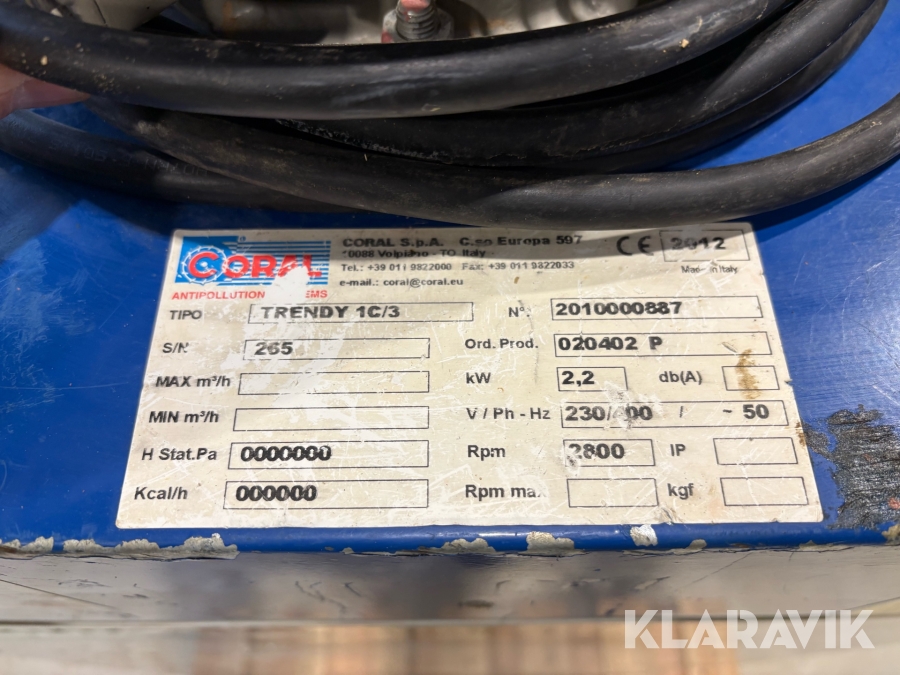 CORAL
ANTIPOLLUTION
CORAL S.p.A. C.so Europa 597
10088 Volpiano - TO - Italy -
Tel.: +39 011 9822000 Fax: +39 011 9822033
e-mail.: coral@coral.eu
CE 2012
Made in Italy
TIPO TRENDY 1C/3 N° 2010000887
S/N 265 Ord. Prod. 020402 P
MAX m³/h kW 2,2 db(A)
MIN m³/h V / Ph - Hz 230/400 / ~ 50
H Stat.Pa 0000000 Rpm 2800 IP
Kcal/h 000000 Rpm max. kgf
KLARAVIK